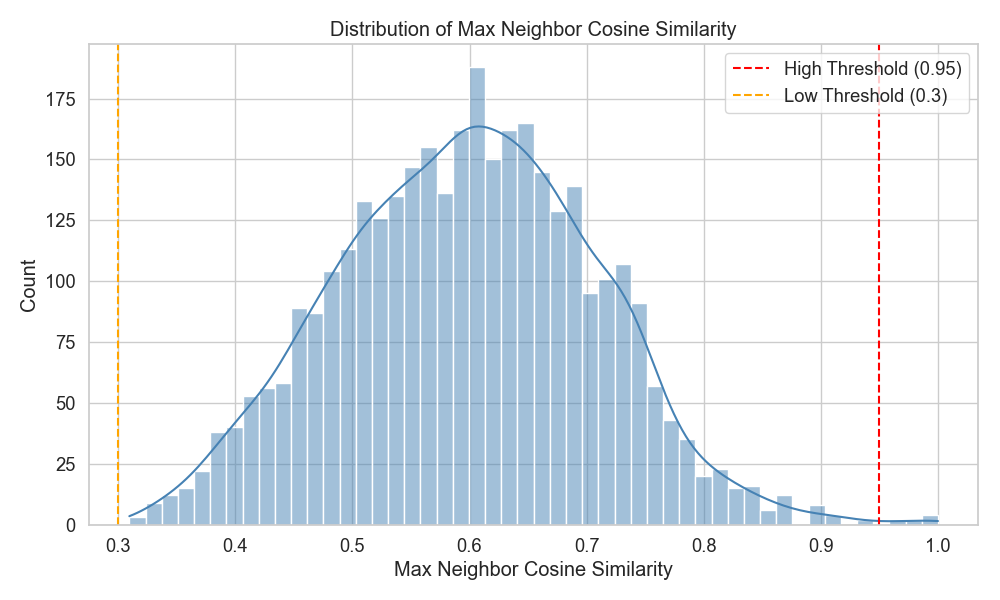 Distribution of Max Neighbor Cosine Similarity
High Threshold (0.95)
Low Threshold (0.3)
Count
175
150
125
100
75
50
25
0
0.3 0.4 0.5 0.6 0.7 0.8 0.9 1.0
Max Neighbor Cosine Similarity